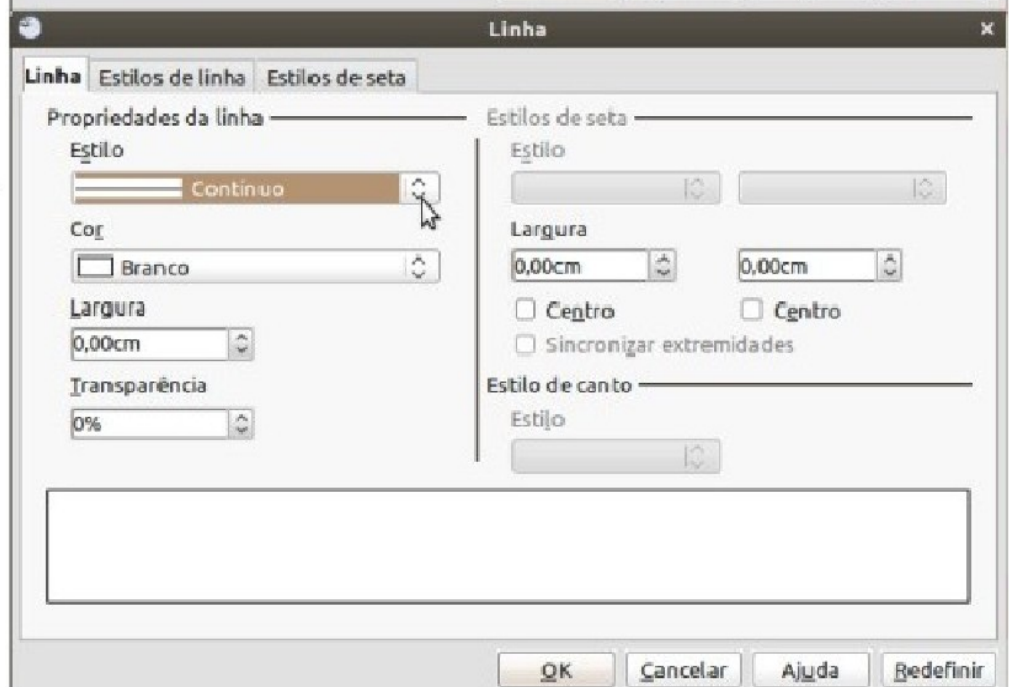 Linha
Linha Estilos de linha Estilos de seta
Propriedades da linha
Estilo
Contínuo
Cor
Branco
Largura
0,00cm
Transparência
0%
Estilos de seta
Estilo
Largura
0,00cm 0,00cm
Centro Centro
Sincronizar extremidades
Estilo de canto
Estilo
OK Cancelar Ajuda Redefinir